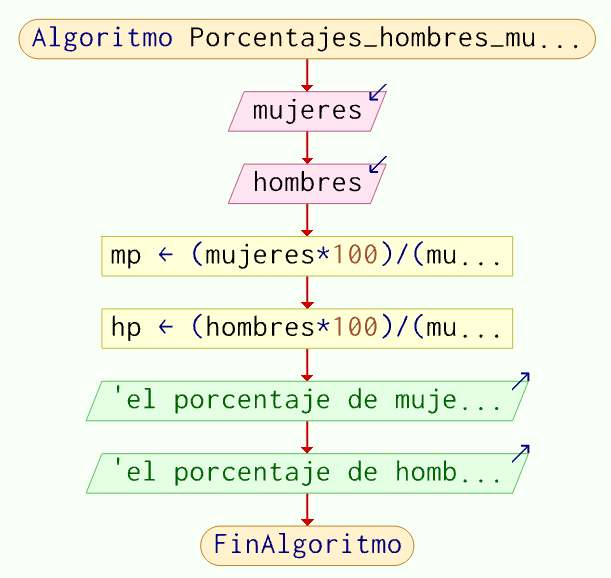 Algoritmo Porcentajes_hombres_mu...
mujeres
hombres
mp ← (mujeres*100)/(mu...
hp ← (hombres*100)/(mu...
'el porcentaje de muje...
'el porcentaje de homb...
FinAlgoritmo